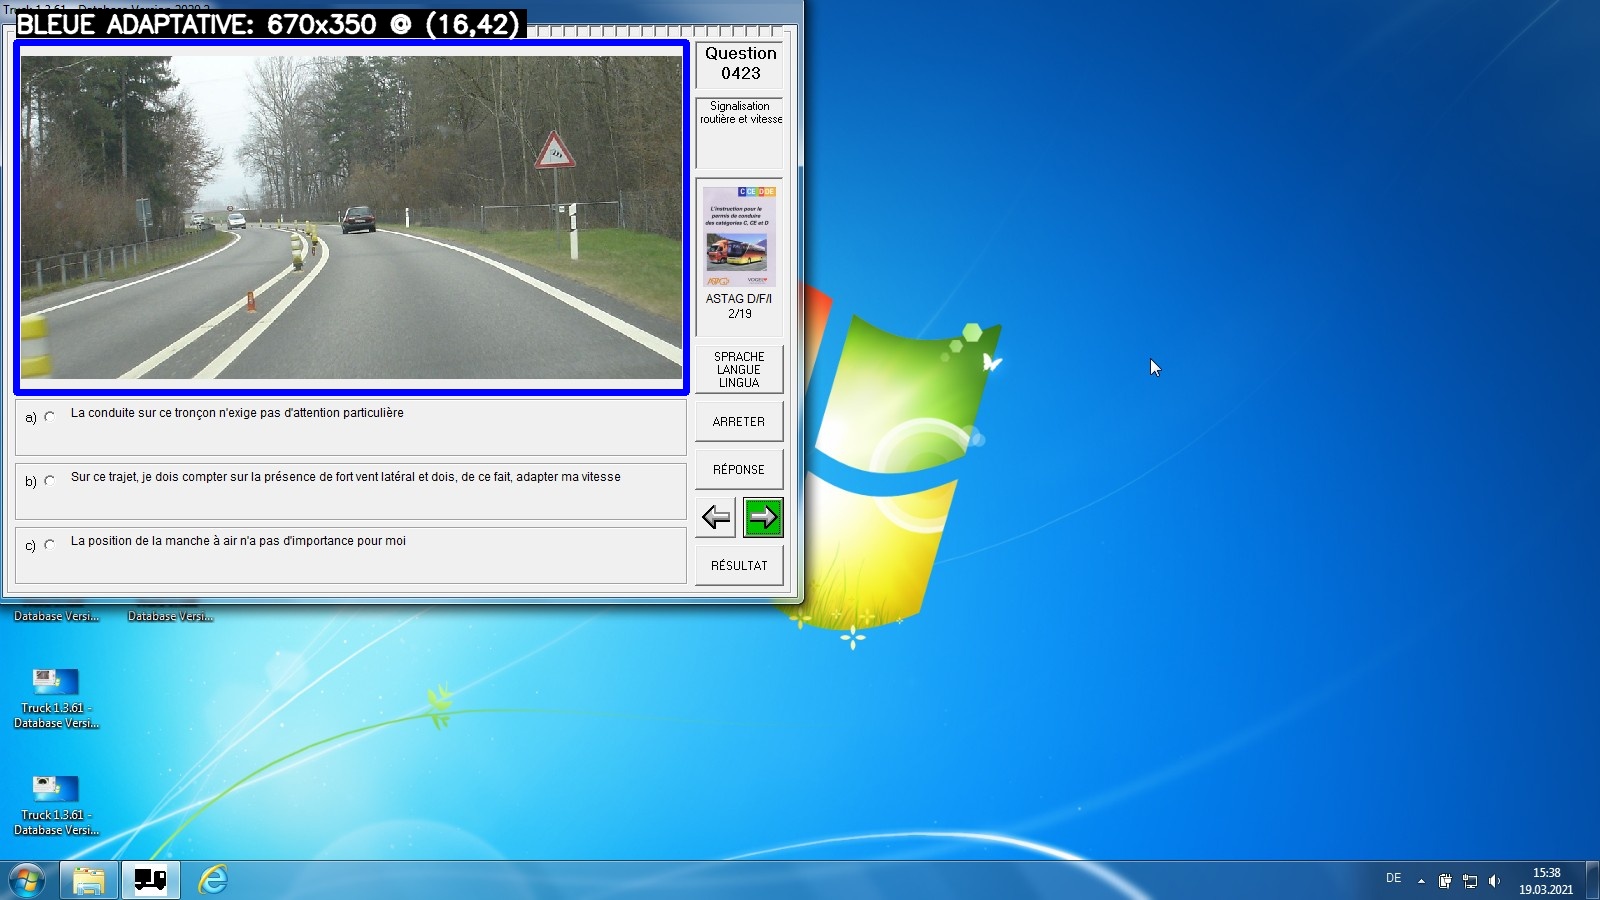 BLEUE ADAPTATIVE: 670x350 @ (16,42)
Question
0423
Signalisation
routière et vitesse
C CE D DE
L'instruction pour le
permis de conduire
des catégories C, CE et D
ASTAG D/F/I
2/19
SPRACHE
LANGUE
LINGUA
a) La conduite sur ce tronçon n'exige pas d'attention particulière
ARRETER
b) Sur ce trajet, je dois compter sur la présence de fort vent latéral et dois, de ce fait, adapter ma vitesse
RÉPONSE
c) La position de la manche à air n'a pas d'importance pour moi
RÉSULTAT
Database Versi...
Database Versi...
Truck 1.3.61 -
Database Versi...
Truck 1.3.61 -
Database Versi...
DE
15:38
19.03.2021